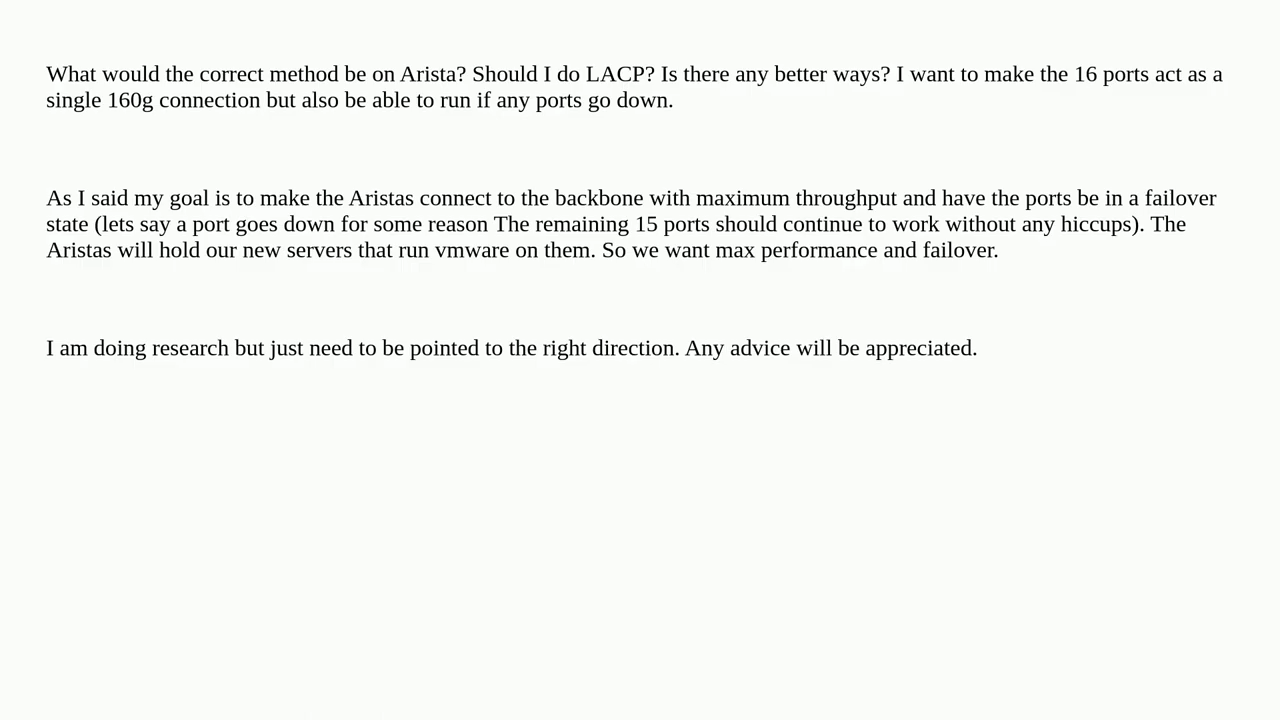 What would the correct method be on Arista? Should I do LACP? Is there any better ways? I want to make the 16 ports act as a
single 160g connection but also be able to run if any ports go down.
As I said my goal is to make the Aristas connect to the backbone with maximum throughput and have the ports be in a failover
state (lets say a port goes down for some reason The remaining 15 ports should continue to work without any hiccups). The
Aristas will hold our new servers that run vmware on them. So we want max performance and failover.
I am doing research but just need to be pointed to the right direction. Any advice will be appreciated.